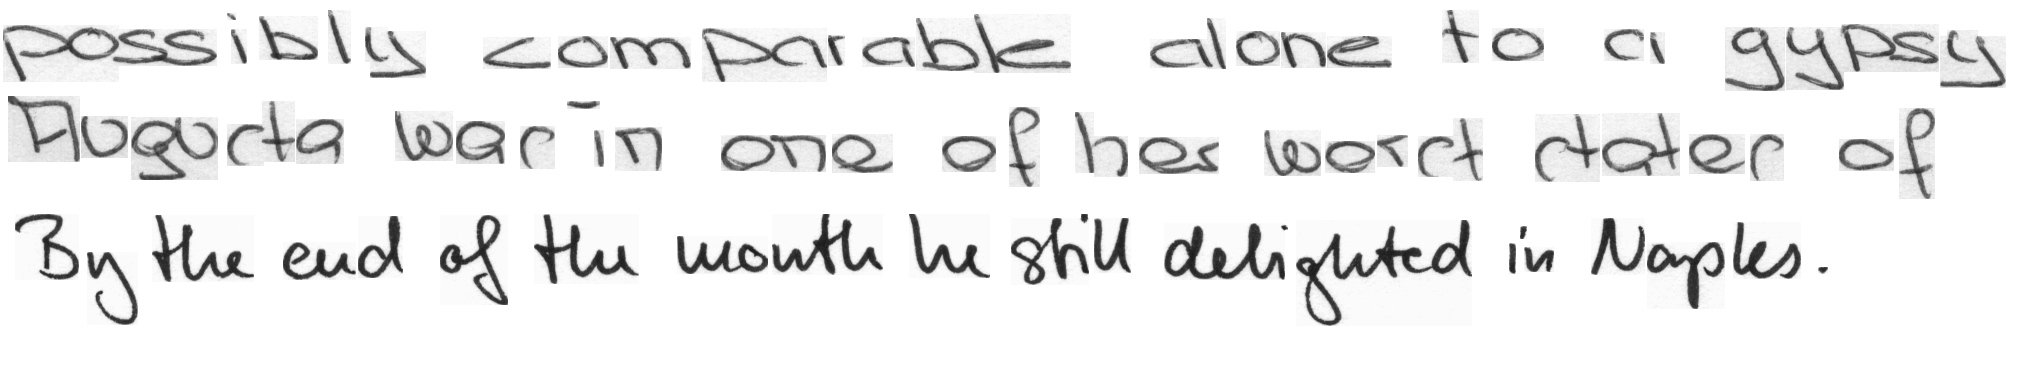 possibly comparable alone to a gypsy
Augusta was in one of her worst states of
By the end of the month he still delighted in Naples.